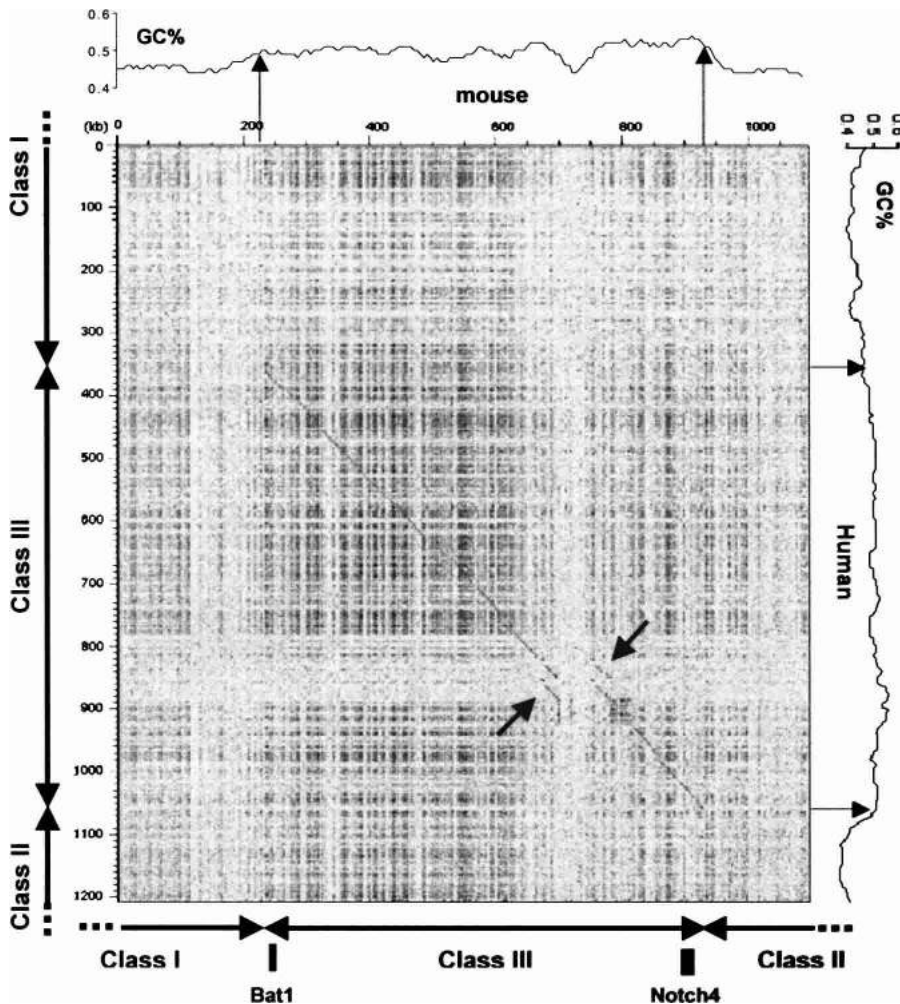 0.6
0.5
0.4
GC%
mouse
(kb) 0 200 400 600 800 1000
0.4 0.5 0.6
GC%
0
100
200
300
400
500
600
700
800
900
1000
1100
1200
Class I
Class III
Class II
Human
Class I Class III Class II
Bat1 Notch4